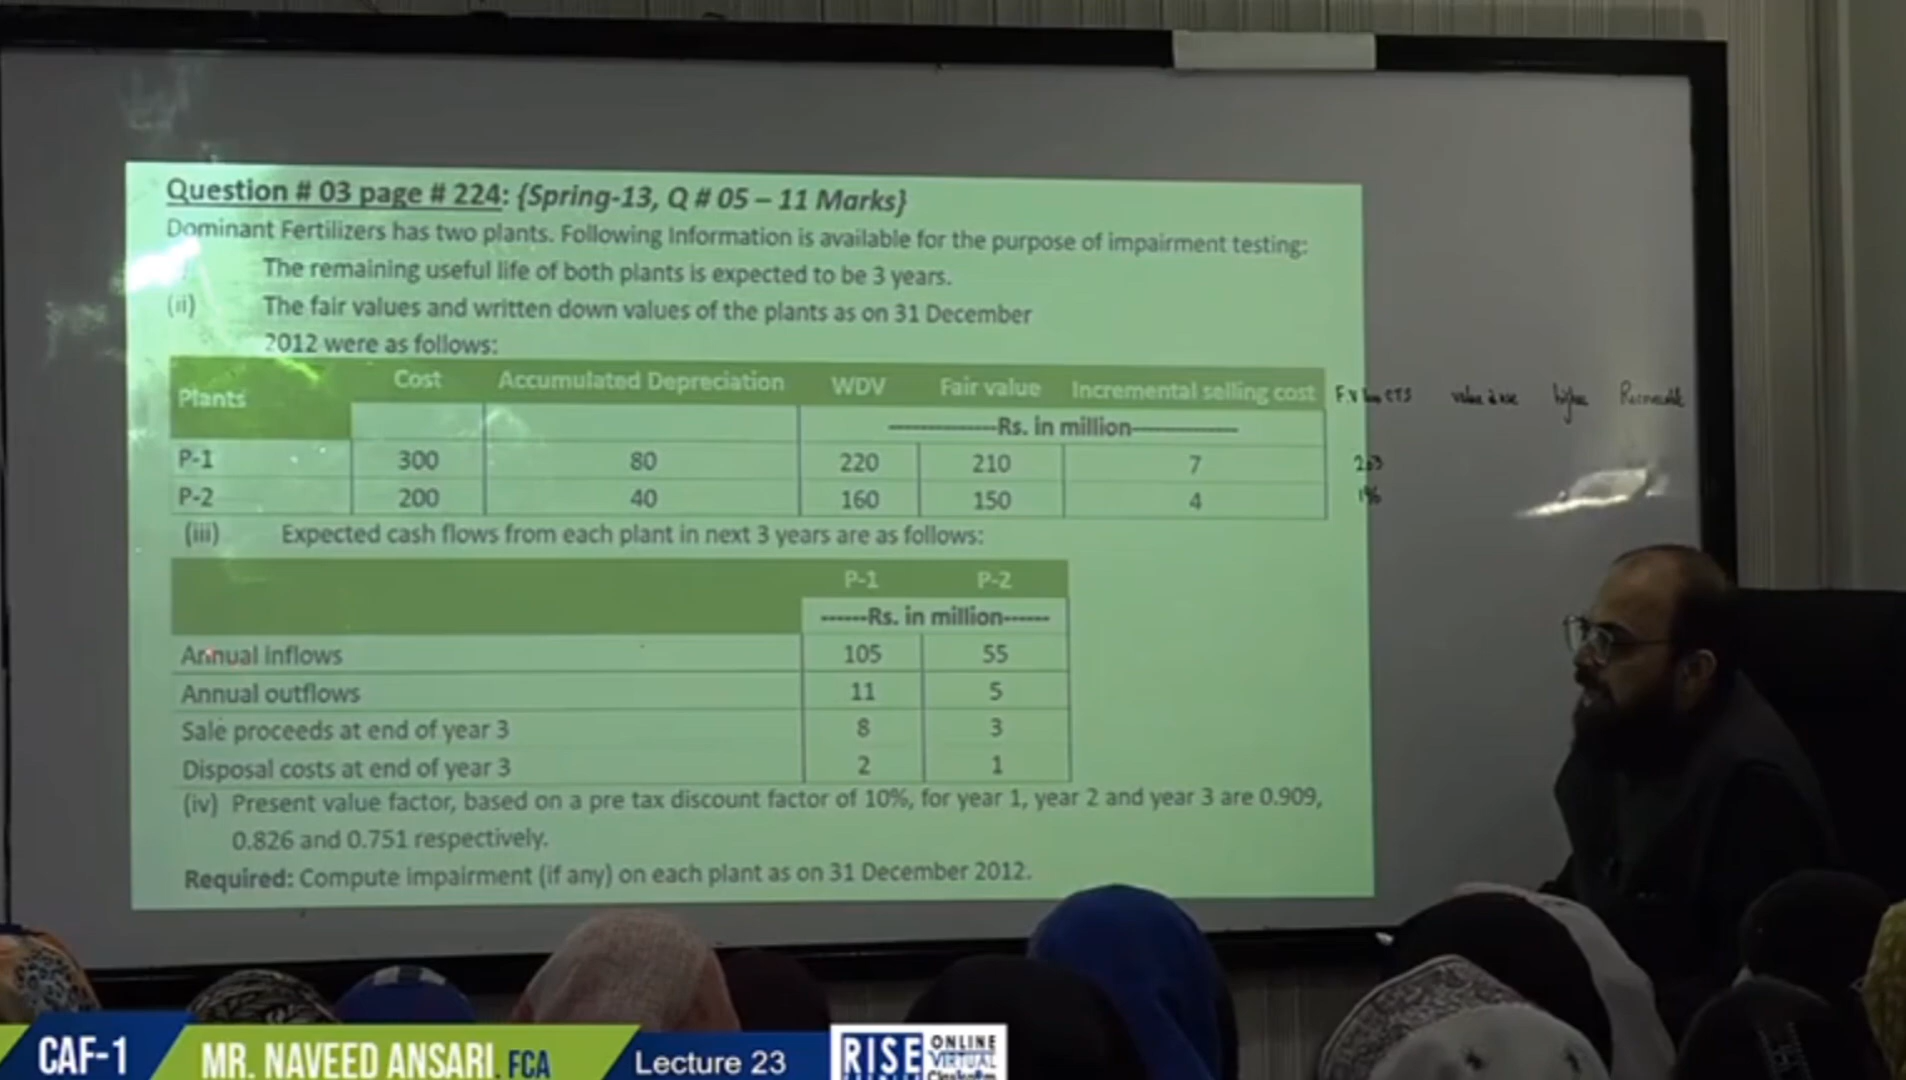 Question # 03 page # 224: {Spring-13, Q # 05 – 11 Marks}
Dominant Fertilizers has two plants. Following Information is available for the purpose of impairment testing:
The remaining useful life of both plants is expected to be 3 years.
(ii) The fair values and written down values of the plants as on 31 December
2012 were as follows:
Plants Cost Accumulated Depreciation WDV Fair value Incremental selling cost F.V less CTS value in use higher Recoverable
--------------Rs. in million--------------
P-1 300 80 220 210 7 203
P-2 200 40 160 150 4
(iii) Expected cash flows from each plant in next 3 years are as follows:
P-1 P-2
------Rs. in million------
Annual inflows 105 55
Annual outflows 11 5
Sale proceeds at end of year 3 8 3
Disposal costs at end of year 3 2 1
(iv) Present value factor, based on a pre tax discount factor of 10%, for year 1, year 2 and year 3 are 0.909,
0.826 and 0.751 respectively.
Required: Compute impairment (if any) on each plant as on 31 December 2012.
CAF-1 MR. NAVEED ANSARI, FCA Lecture 23 RISE ONLINE VIRTUAL